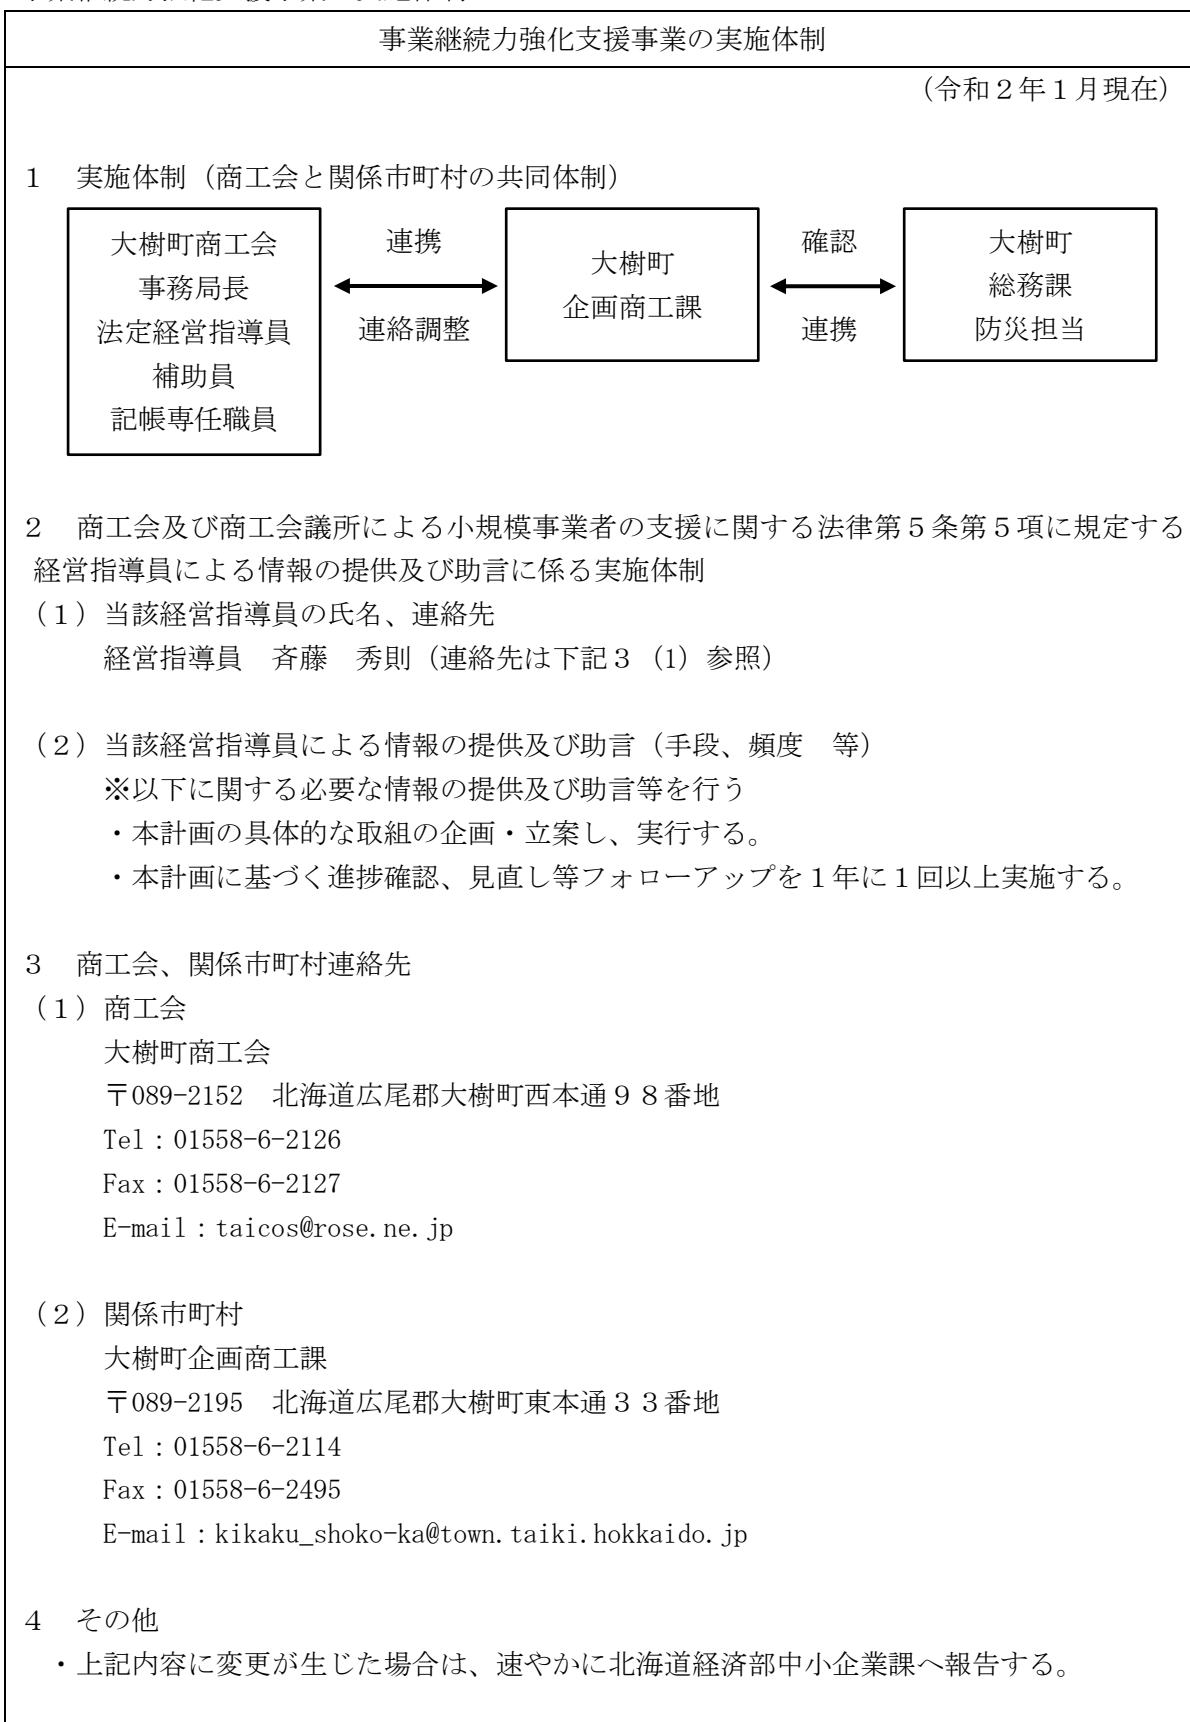 事業継続力強化支援事業の実施体制
（令和２年１月現在）
１　実施体制（商工会と関係市町村の共同体制）
大樹町商工会
事務局長
法定経営指導員
補助員
記帳専任職員
連携
連絡調整
大樹町
企画商工課
確認
連携
大樹町
総務課
防災担当
２　商工会及び商工会議所による小規模事業者の支援に関する法律第５条第５項に規定する
経営指導員による情報の提供及び助言に係る実施体制
（１）当該経営指導員の氏名、連絡先
経営指導員　斉藤　秀則（連絡先は下記３（1）参照）
（２）当該経営指導員による情報の提供及び助言（手段、頻度　等）
※以下に関する必要な情報の提供及び助言等を行う
・本計画の具体的な取組の企画・立案し、実行する。
・本計画に基づく進捗確認、見直し等フォローアップを１年に１回以上実施する。
３　商工会、関係市町村連絡先
（１）商工会
大樹町商工会
〒089-2152　北海道広尾郡大樹町西本通９８番地
Tel：01558-6-2126
Fax：01558-6-2127
E-mail：taicos@rose.ne.jp
（２）関係市町村
大樹町企画商工課
〒089-2195　北海道広尾郡大樹町東本通３３番地
Tel：01558-6-2114
Fax：01558-6-2495
E-mail：kikaku_shoko-ka@town.taiki.hokkaido.jp
４　その他
・上記内容に変更が生じた場合は、速やかに北海道経済部中小企業課へ報告する。